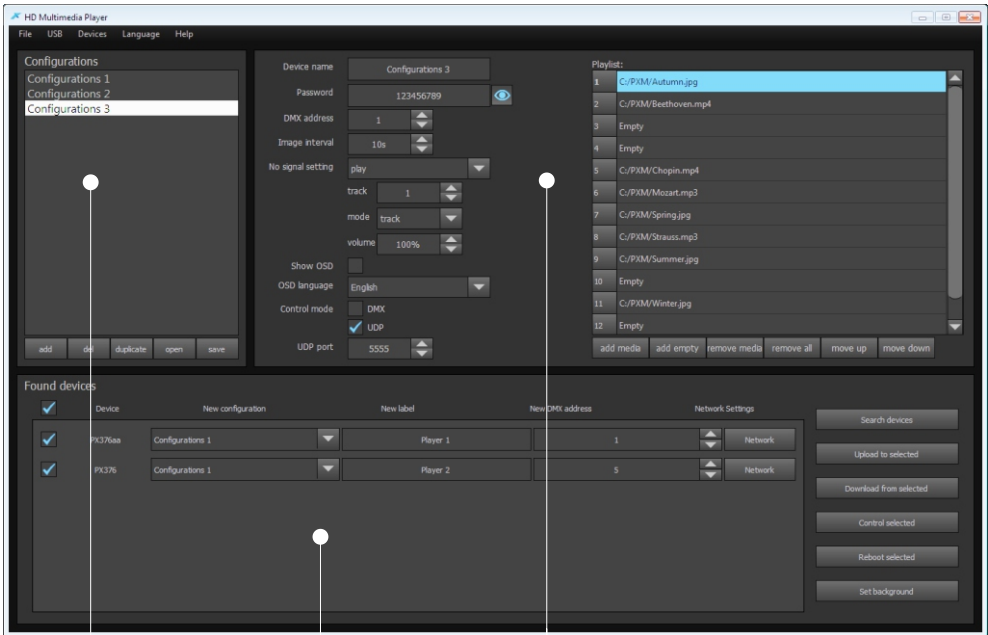 HD Multimedia Player
File USB Devices Language Help
Configurations
Configurations 1
Configurations 2
Configurations 3
add del duplicate open save
Device name Configurations 3
Password 123456789
DMX address 1
Image interval 10s
No signal setting play
track 1
mode track
volume 100%
Show OSD
OSD language English
Control mode DMX
UDP
UDP port 5555
Playlist:
1 C:/PXM/Autumn.jpg
2 C:/PXM/Beethoven.mp4
3 Empty
4 Empty
5 C:/PXM/Chopin.mp4
6 C:/PXM/Mozart.mp3
7 C:/PXM/Spring.jpg
8 C:/PXM/Strauss.mp3
9 C:/PXM/Summer.jpg
10 Empty
11 C:/PXM/Winter.jpg
12 Empty
add media add empty remove media remove all move up move down
Found devices
Device New configuration New label New DMX address Network Settings
PX376aa Configurations 1 Player 1 1 Network
PX376 Configurations 1 Player 2 5 Network
Search devices
Upload to selected
Download from selected
Control selected
Reboot selected
Set background